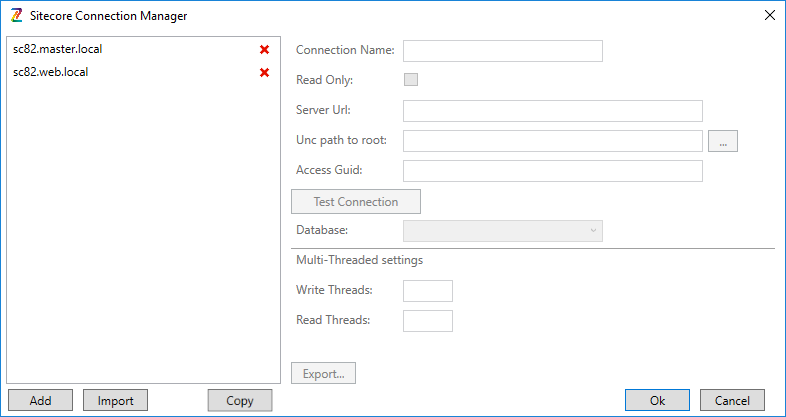 Sitecore Connection Manager
sc82.master.local
sc82.web.local
Connection Name:
Read Only:
Server Url:
Unc path to root:
...
Access Guid:
Test Connection
Database:
Multi-Threaded settings
Write Threads:
Read Threads:
Export...
Add
Import
Copy
Ok
Cancel